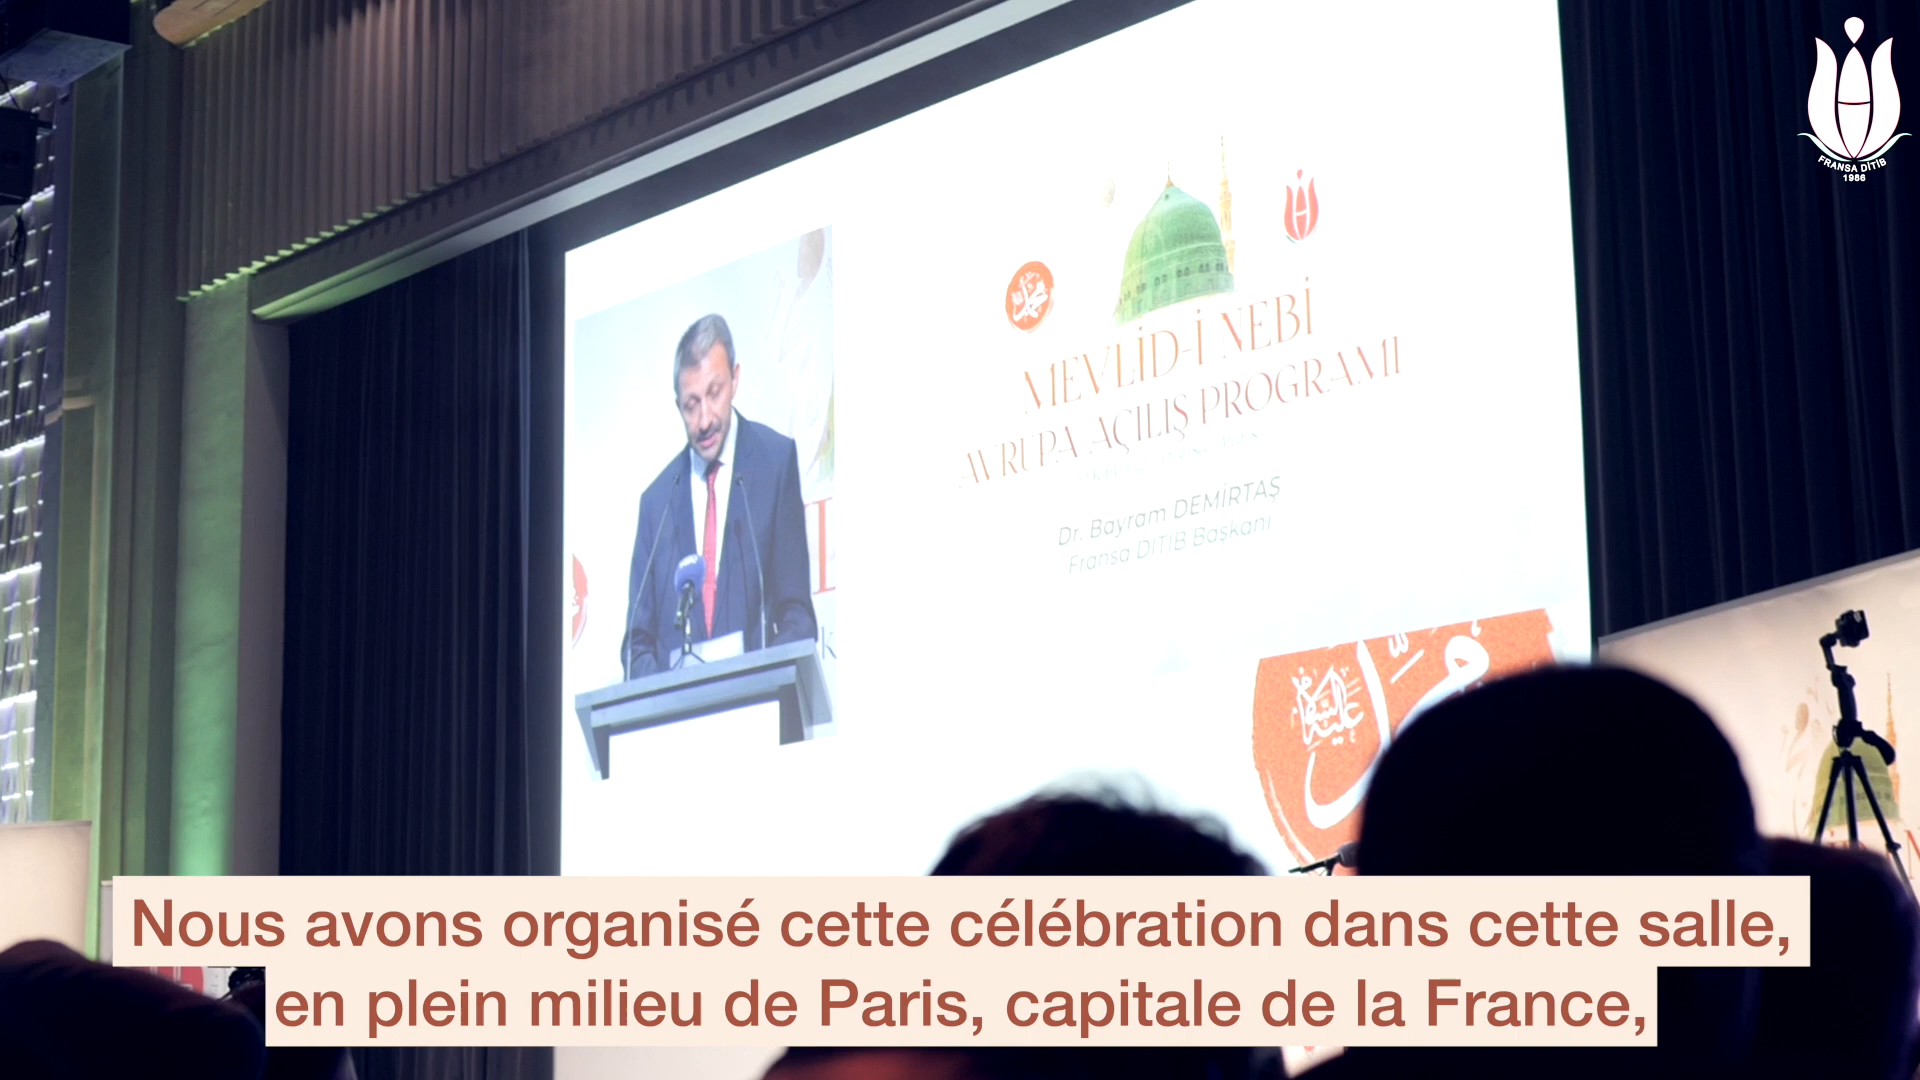 FRANSA DİTİB
1986
MEVLİD-İ NEBİ
AVRUPA AÇILIŞ PROGRAMI
Dr. Bayram DEMİRTAŞ
Fransa DİTİB Başkanı
Nous avons organisé cette célébration dans cette salle,
en plein milieu de Paris, capitale de la France,